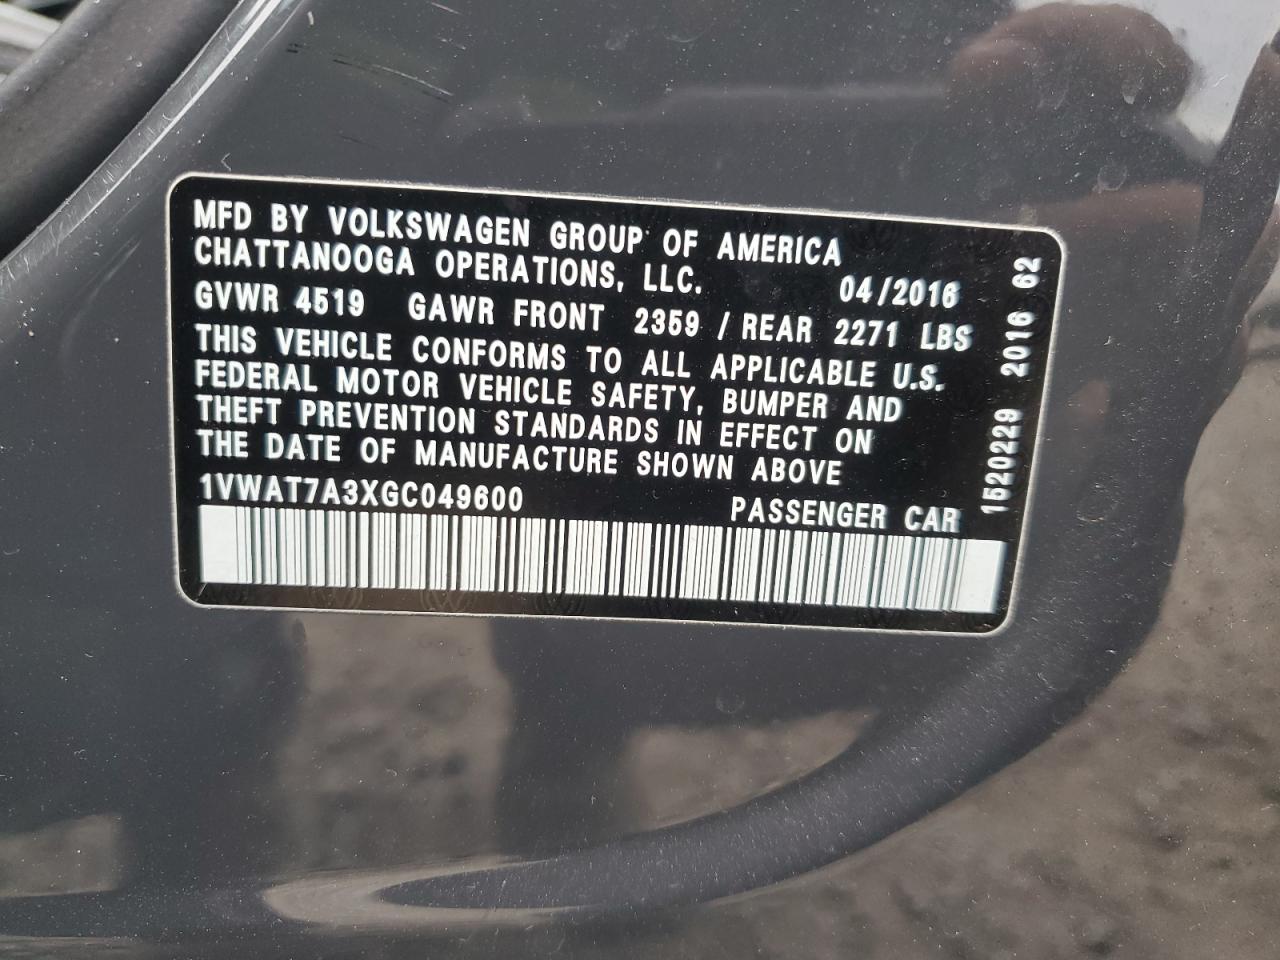 MFD BY VOLKSWAGEN GROUP OF AMERICA
CHATTANOOGA OPERATIONS, LLC. 04/2016
GVWR 4519 GAWR FRONT 2359 / REAR 2271 LBS
THIS VEHICLE CONFORMS TO ALL APPLICABLE U.S.
FEDERAL MOTOR VEHICLE SAFETY, BUMPER AND
THEFT PREVENTION STANDARDS IN EFFECT ON
THE DATE OF MANUFACTURE SHOWN ABOVE
1VWAT7A3XGC049600 PASSENGER CAR
1520229 2016 62